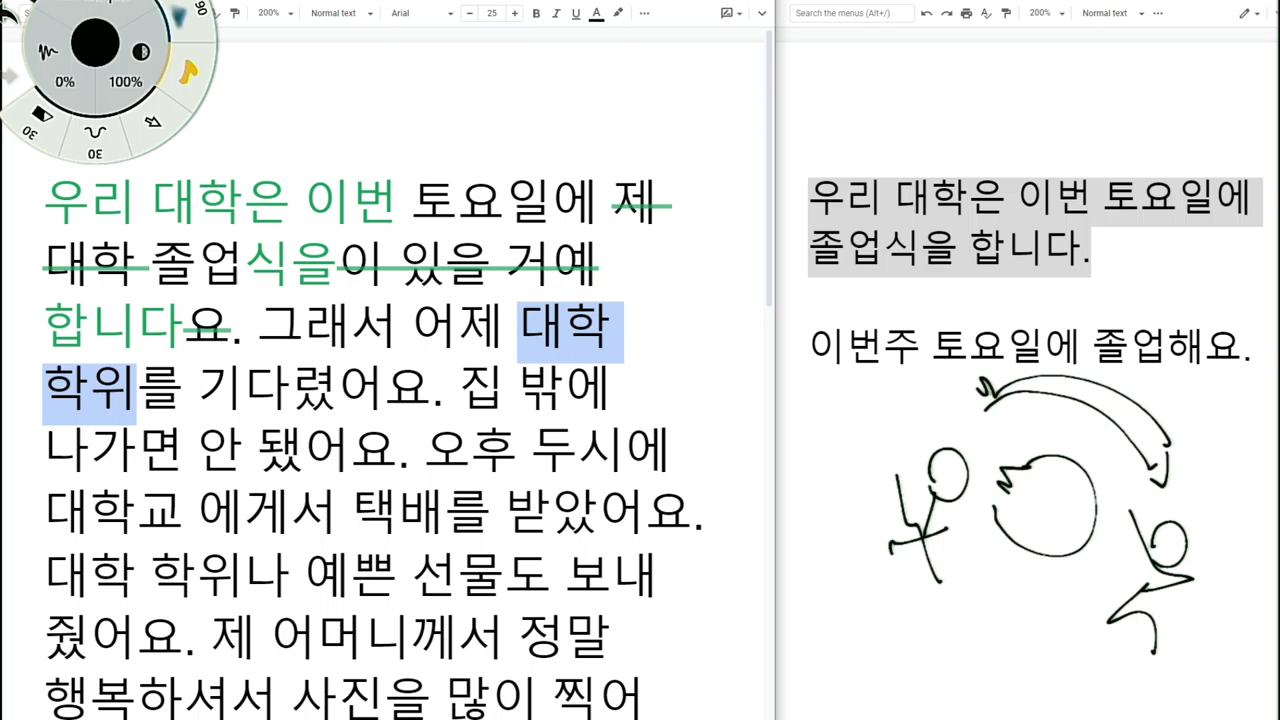 200%
Normal text
Arial
25
B
I
U
A
Search the menus (Alt+/)
200%
Normal text
90
0%
100%
30
30
우리 대학은 이번 토요일에 제
대학 졸업식을이 있을 거예
합니다요. 그래서 어제 대학
학위를 기다렸어요. 집 밖에
나가면 안 됐어요. 오후 두시에
대학교 에게서 택배를 받았어요.
대학 학위나 예쁜 선물도 보내
줬어요. 제 어머니께서 정말
행복하셔서 사진을 많이 찍어
우리 대학은 이번 토요일에
졸업식을 합니다.
이번주 토요일에 졸업해요.